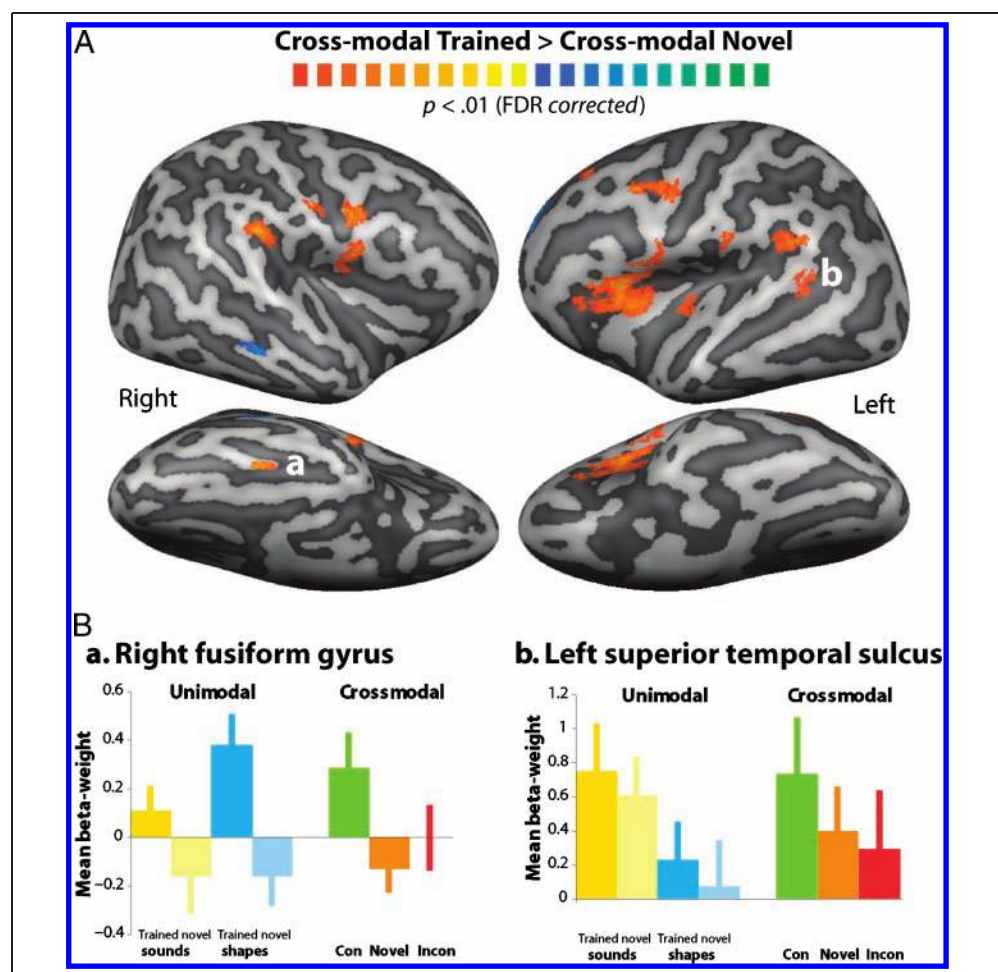 A
Cross-modal Trained > Cross-modal Novel
p < .01 (FDR corrected)
b
Right
Left
a
B
a. Right fusiform gyrus
Unimodal
Crossmodal
Mean beta-weight
0.6
0.4
0.2
0
−0.2
−0.4
Trained novel
sounds
Trained novel
shapes
Con
Novel
Incon
b. Left superior temporal sulcus
Unimodal
Crossmodal
Mean beta-weight
1.2
1
0.8
0.6
0.4
0.2
0
Trained novel
sounds
Trained novel
shapes
Con
Novel
Incon